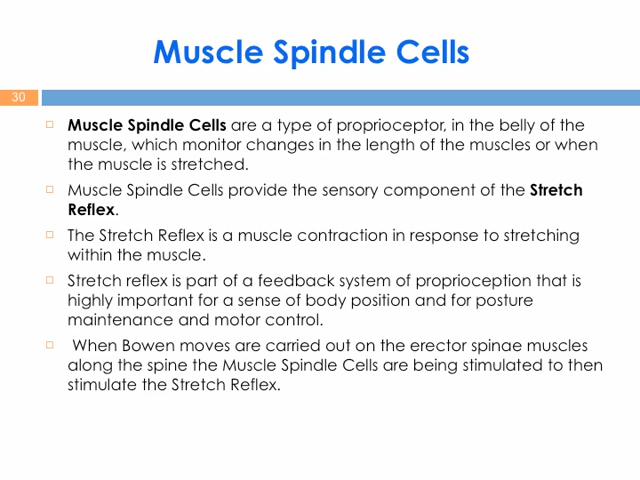 Muscle Spindle Cells
30
Muscle Spindle Cells are a type of proprioceptor, in the belly of the
muscle, which monitor changes in the length of the muscles or when
the muscle is stretched.
Muscle Spindle Cells provide the sensory component of the Stretch
Reflex.
The Stretch Reflex is a muscle contraction in response to stretching
within the muscle.
Stretch reflex is part of a feedback system of proprioception that is
highly important for a sense of body position and for posture
maintenance and motor control.
When Bowen moves are carried out on the erector spinae muscles
along the spine the Muscle Spindle Cells are being stimulated to then
stimulate the Stretch Reflex.